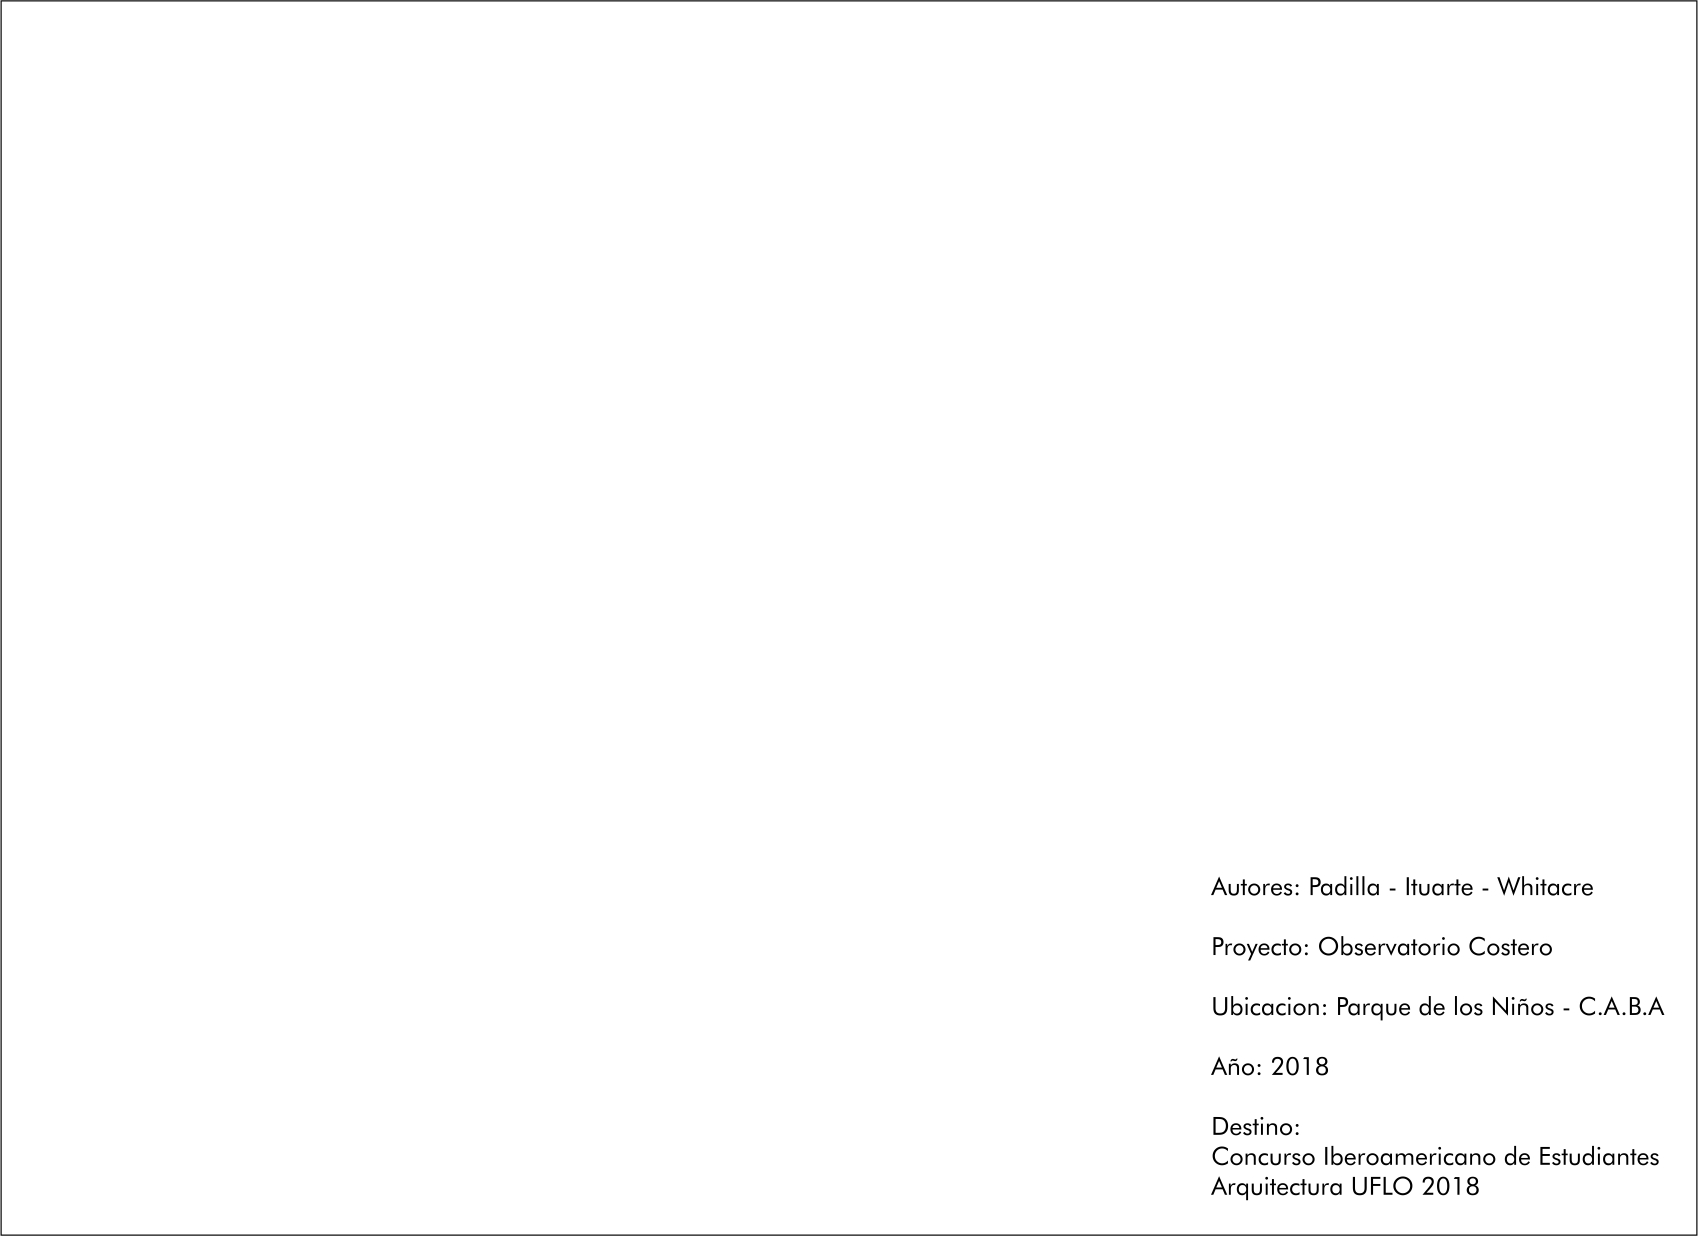 Autores: Padilla - Ituarte - Whitacre
Proyecto: Observatorio Costero
Ubicacion: Parque de los Niños - C.A.B.A
Año: 2018
Destino:
Concurso Iberoamericano de Estudiantes
Arquitectura UFLO 2018